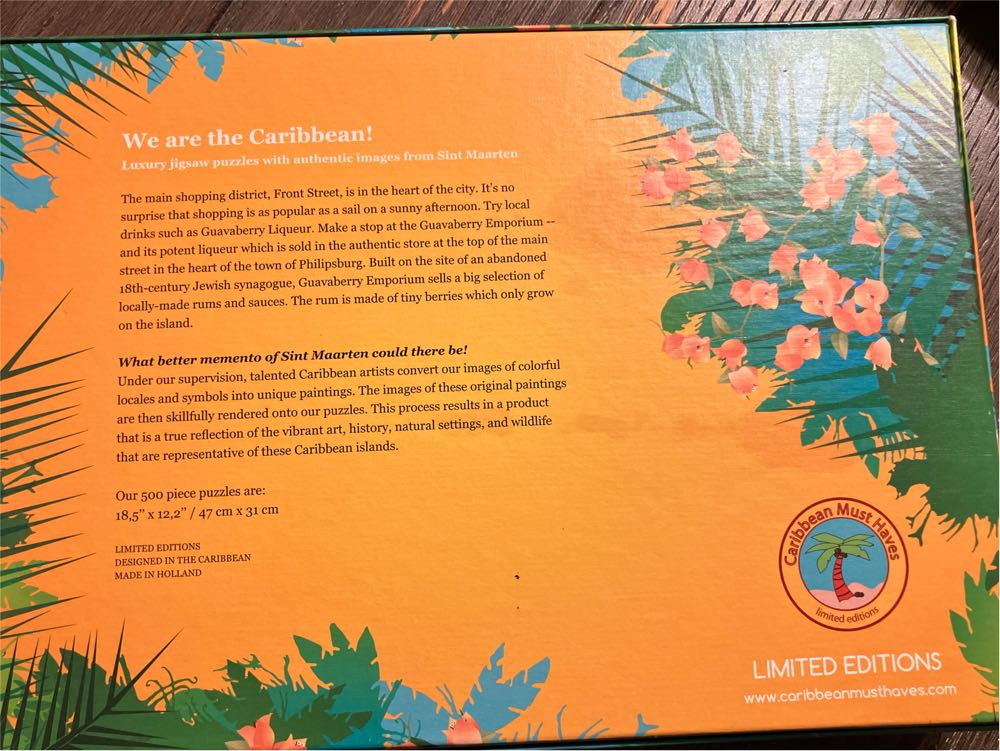 We are the Caribbean!
Luxury jigsaw puzzles with authentic images from Sint Maarten
The main shopping district, Front Street, is in the heart of the city. It's no
surprise that shopping is as popular as a sail on a sunny afternoon. Try local
drinks such as Guavaberry Liqueur. Make a stop at the Guavaberry Emporium --
and its potent liqueur which is sold in the authentic store at the top of the main
street in the heart of the town of Philipsburg. Built on the site of an abandoned
18th-century Jewish synagogue, Guavaberry Emporium sells a big selection of
locally-made rums and sauces. The rum is made of tiny berries which only grow
on the island.
What better memento of Sint Maarten could there be!
Under our supervision, talented Caribbean artists convert our images of colorful
locales and symbols into unique paintings. The images of these original paintings
are then skillfully rendered onto our puzzles. This process results in a product
that is a true reflection of the vibrant art, history, natural settings, and wildlife
that are representative of these Caribbean islands.
Our 500 piece puzzles are:
18,5" x 12,2" / 47 cm x 31 cm
LIMITED EDITIONS
DESIGNED IN THE CARIBBEAN
MADE IN HOLLAND
Caribbean Must Haves
limited editions
LIMITED EDITIONS
www.caribbeanmusthaves.com